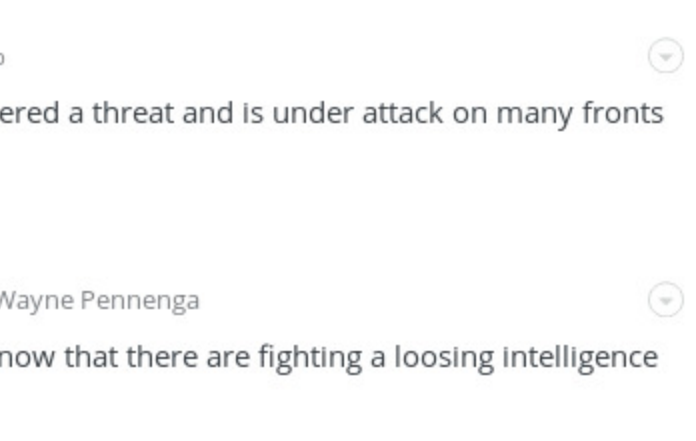 ered a threat and is under attack on many fronts
Wayne Pennenga
now that there are fighting a loosing intelligence